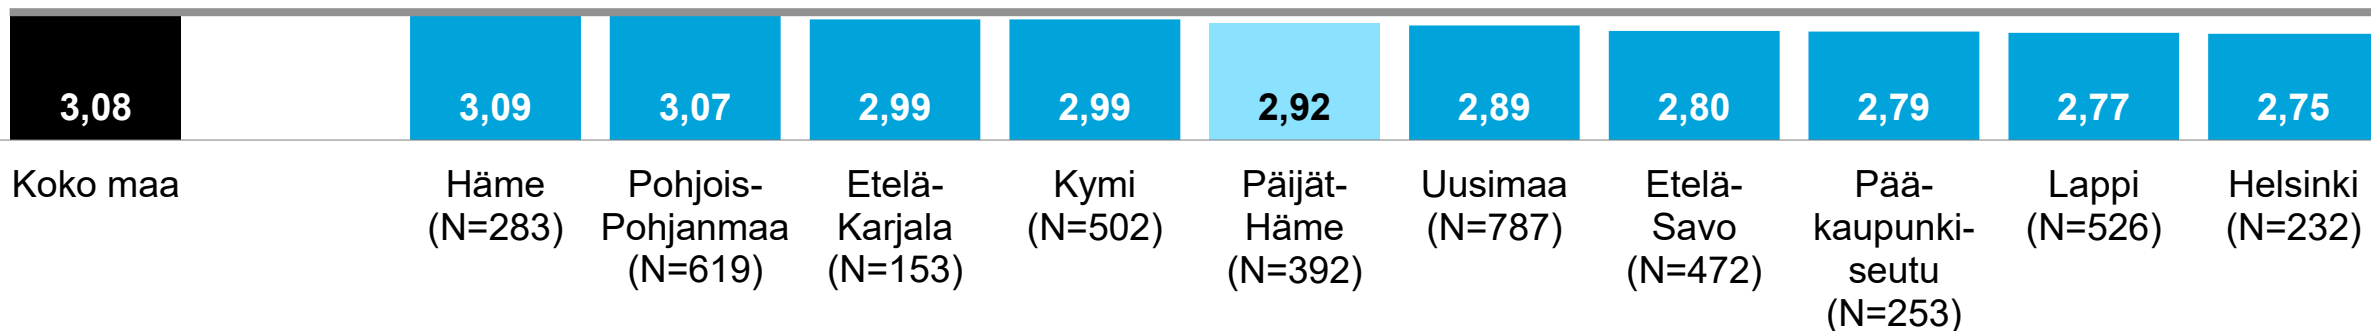 3,08 3,09 3,07 2,99 2,99 2,92 2,89 2,80 2,79 2,77 2,75
Koko maa
Häme
(N=283)
Pohjois-
Pohjanmaa
(N=619)
Etelä-
Karjala
(N=153)
Kymi
(N=502)
Päijät-
Häme
(N=392)
Uusimaa
(N=787)
Etelä-
Savo
(N=472)
Pää-
kaupunki-
seutu
(N=253)
Lappi
(N=526)
Helsinki
(N=232)